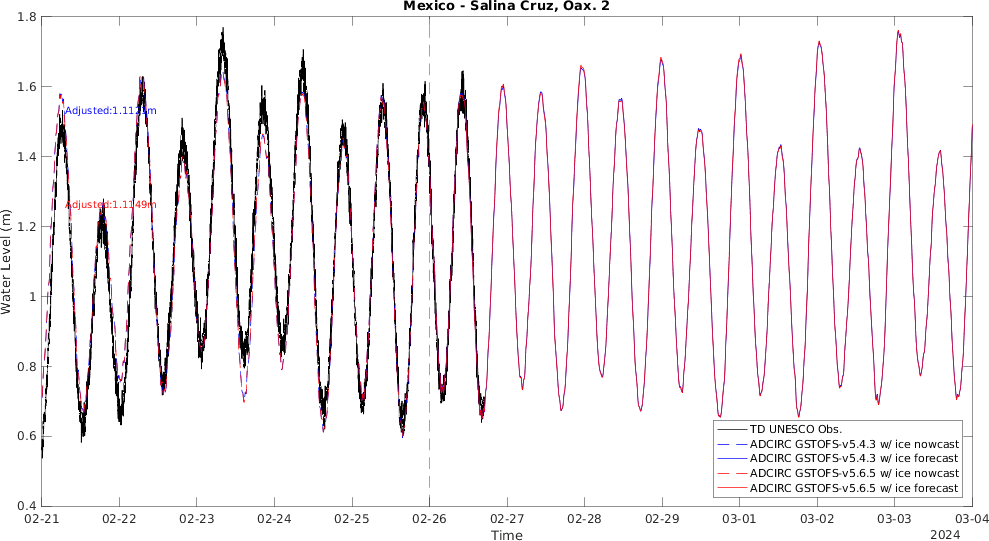 Mexico - Salina Cruz, Oax. 2
1.8
1.6
1.4
1.2
1
0.8
0.6
0.4
Water Level (m)
Adjusted:1.1149m
02-21 02-22 02-23 02-24 02-25 02-26 02-27 02-28 02-29 03-01 03-02 03-03 03-04
Time
2024
TD UNESCO Obs.
ADCIRC GSTOFS-v5.4.3 w/ ice nowcast
ADCIRC GSTOFS-v5.4.3 w/ ice forecast
ADCIRC GSTOFS-v5.6.5 w/ ice nowcast
ADCIRC GSTOFS-v5.6.5 w/ ice forecast